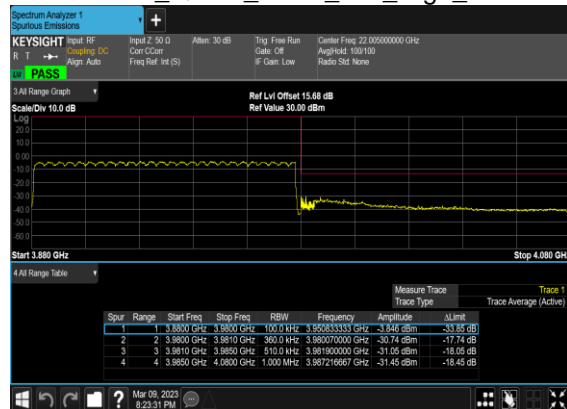 Spectrum Analyzer 1
Spurious Emissions
+
KEYSIGHT Input: RF Input Z: 50 Ω Atten: 30 dB Trig: Free Run Center Freq: 22.005000000 GHz
R T Coupling: DC Corr CCorr Gate: Off Avg|Hold: 100/100
Align: Auto Freq Ref: Int (S) IF Gain: Low Radio Std: None
PASS
3 All Range Graph Ref Lvl Offset 15.68 dB
Scale/Div 10.0 dB Ref Value 30.00 dBm
Log
20.0
10.0
0.00
-10.0
-20.0
-30.0
-40.0
-50.0
-60.0
Start 3.880 GHz Stop 4.080 GHz
4 All Range Table
Measure Trace Trace 1
Trace Type Trace Average (Active)
Spur Range Start Freq Stop Freq RBW Frequency Amplitude ΔLimit
1 1 3.8800 GHz 3.9800 GHz 100.0 kHz 3.950833333 GHz -3.846 dBm -33.85 dB
2 2 3.9800 GHz 3.9810 GHz 360.0 kHz 3.980070000 GHz -30.74 dBm -17.74 dB
3 3 3.9810 GHz 3.9850 GHz 510.0 kHz 3.981900000 GHz -31.05 dBm -18.05 dB
4 4 3.9850 GHz 4.0800 GHz 1.000 MHz 3.987216667 GHz -31.45 dBm -18.45 dB
? Mar 09, 2023
8:23:31 PM